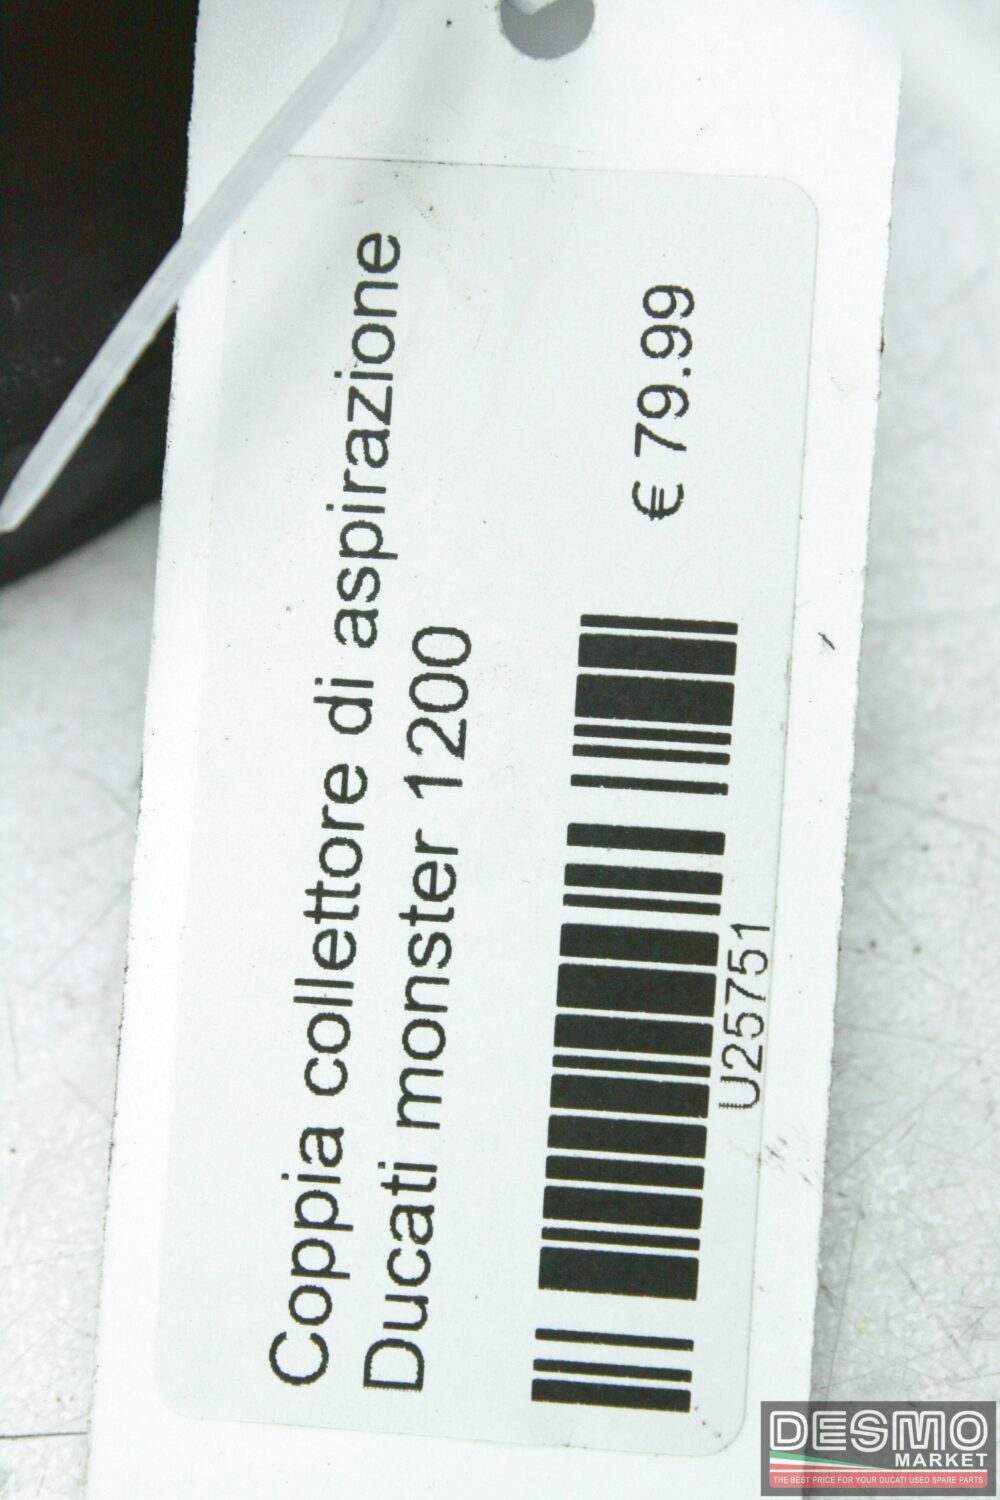 Coppia collettore di aspirazione
Ducati monster 1200
€ 79.99
U25751
DESMO
MARKET
THE BEST PRICE FOR YOUR DUCATI USED SPARE PARTS